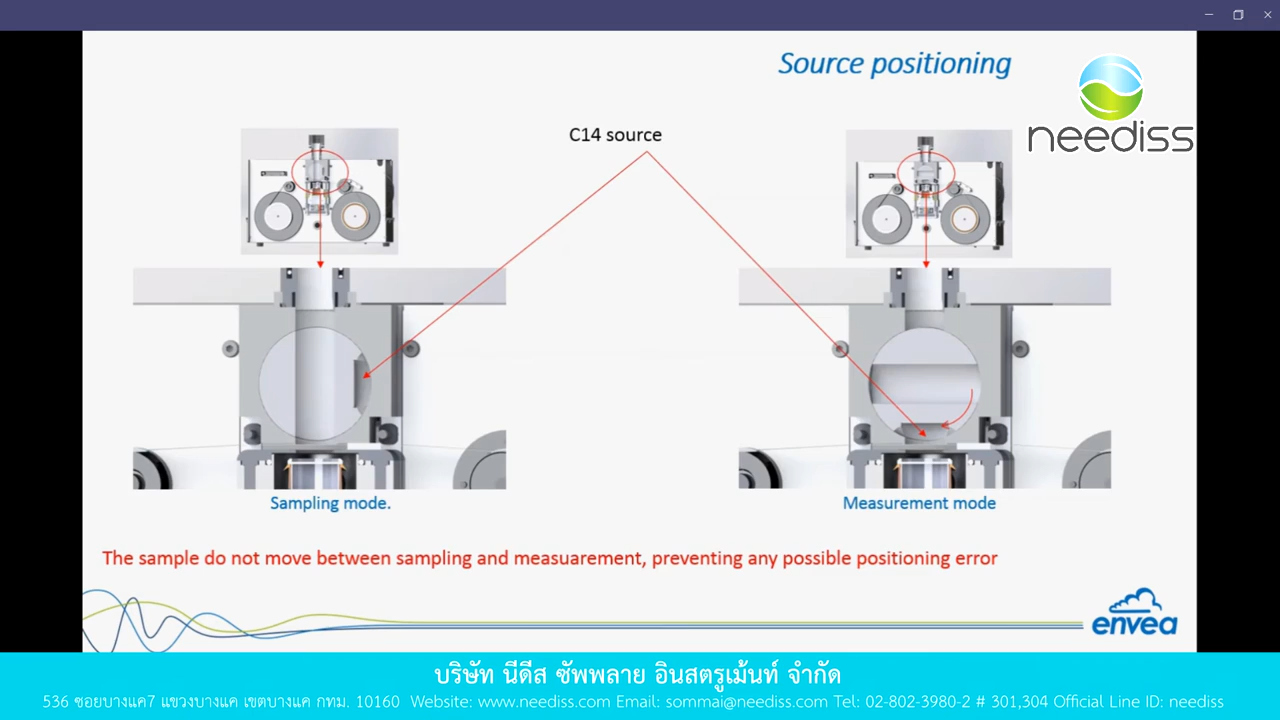 Source positioning
neediss
C14 source
Sampling mode.
Measurement mode
The sample do not move between sampling and measuarement, preventing any possible positioning error
envea
บริษัท นีดีส ซัพพลาย อินสตรูเม้นท์ จำกัด
536 ซอยบางแค7 แขวงบางแค เขตบางแค กทม. 10160 Website: www.neediss.com Email: sommai@neediss.com Tel: 02-802-3980-2 # 301,304 Official Line ID: neediss